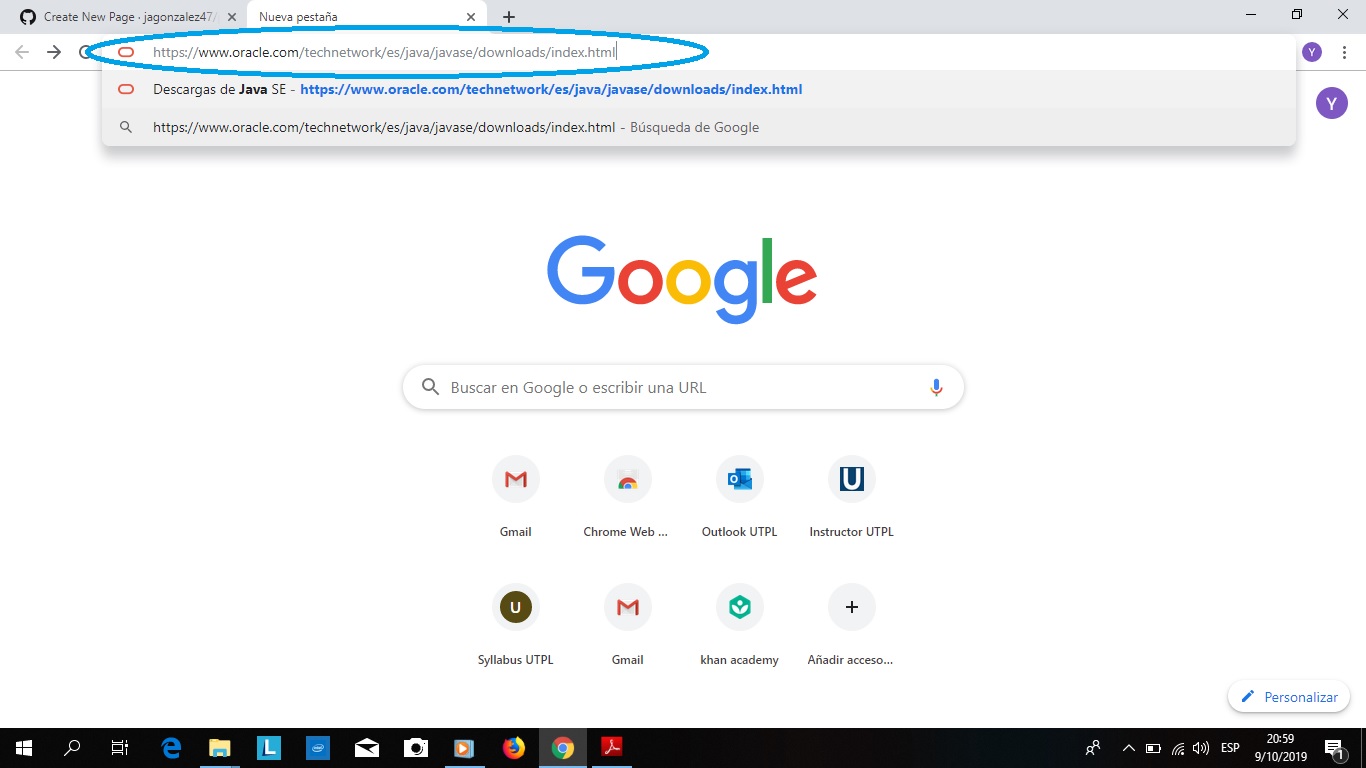 Create New Page · jagonzalez47/
Nueva pestaña
https://www.oracle.com/technetwork/es/java/javase/downloads/index.html
Descargas de Java SE - https://www.oracle.com/technetwork/es/java/javase/downloads/index.html
https://www.oracle.com/technetwork/es/java/javase/downloads/index.html - Búsqueda de Google
Y
Y
Google
Buscar en Google o escribir una URL
U
Gmail
Chrome Web ...
Outlook UTPL
Instructor UTPL
U
Syllabus UTPL
Gmail
khan academy
Añadir acceso...
Personalizar
L
ESP
20:59
9/10/2019
1